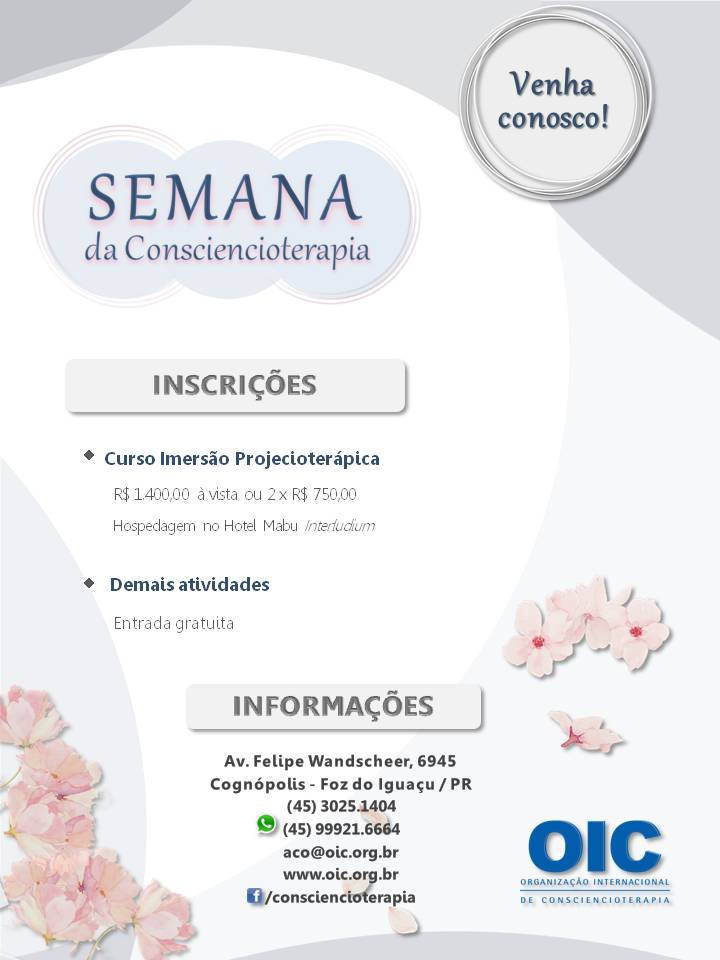 Venha
conosco!
SEMANA
da Consciencioterapia
INSCRIÇÕES
Curso Imersão Projecioterápica
R$ 1.400,00 à vista ou 2 x R$ 750,00
Hospedagem no Hotel Mabu Interludium
Demais atividades
Entrada gratuita
INFORMAÇÕES
Av. Felipe Wandscheer, 6945
Cognópolis - Foz do Iguaçu / PR
(45) 3025.1404
(45) 99921.6664
aco@oic.org.br
www.oic.org.br
/consciencioterapia
OIC
ORGANIZAÇÃO INTERNACIONAL
DE CONSCIENCIOTERAPIA